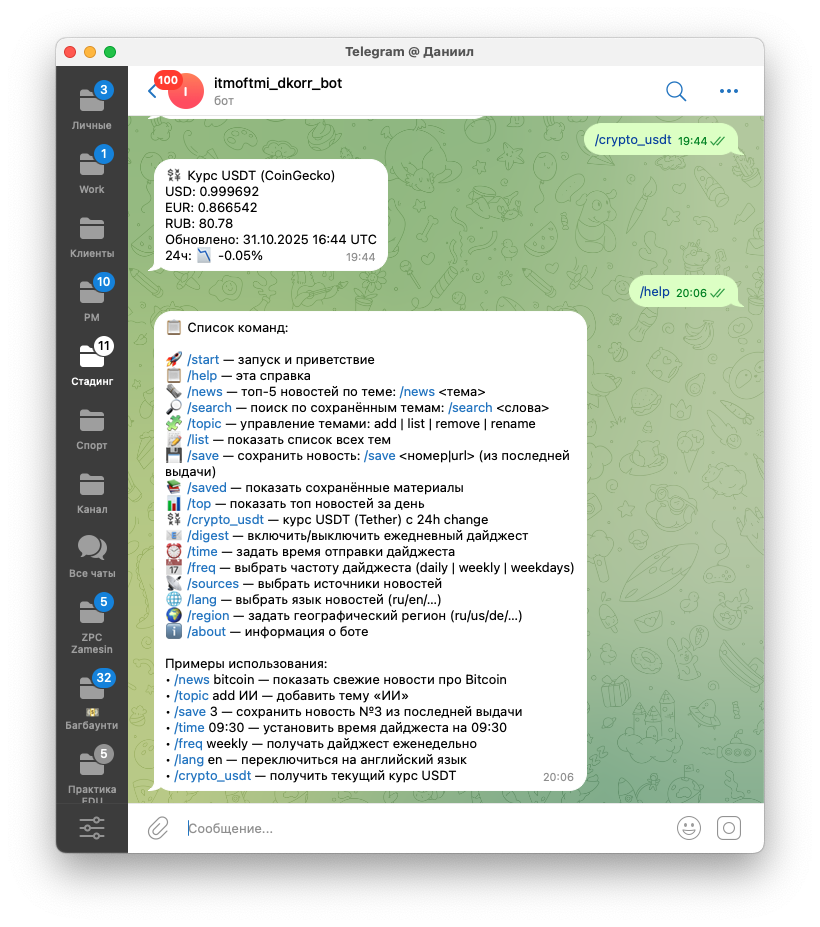 Telegram @ Даниил
3
Личные
1
Work
Клиенты
10
PM
11
Стадинг
Спорт
Канал
Все чаты
5
ZPC
Zamesin
32
Багбаунти
5
Практика
EDU
100
I
itmoftmi_dkorr_bot
бот
/crypto_usdt 19:44
Курс USDT (CoinGecko)
USD: 0.999692
EUR: 0.866542
RUB: 80.78
Обновлено: 31.10.2025 16:44 UTC
24ч: 📉 -0.05% 19:44
/help 20:06
📋 Список команд:
🚀 /start — запуск и приветствие
📋 /help — эта справка
🗞 /news — топ-5 новостей по теме: /news <тема>
🔎 /search — поиск по сохранённым темам: /search <слова>
🧩 /topic — управление темами: add | list | remove | rename
📝 /list — показать список всех тем
💾 /save — сохранить новость: /save <номер|url> (из последней
выдачи)
📚 /saved — показать сохранённые материалы
📊 /top — показать топ новостей за день
💱 /crypto_usdt — курс USDT (Tether) с 24h change
📧 /digest — включить/выключить ежедневный дайджест
⏰ /time — задать время отправки дайджеста
📅 /freq — выбрать частоту дайджеста (daily | weekly | weekdays)
📡 /sources — выбрать источники новостей
🌐 /lang — выбрать язык новостей (ru/en/...)
🌍 /region — задать географический регион (ru/us/de/...)
ℹ️ /about — информация о боте
Примеры использования:
• /news bitcoin — показать свежие новости про Bitcoin
• /topic add ИИ — добавить тему «ИИ»
• /save 3 — сохранить новость №3 из последней выдачи
• /time 09:30 — установить время дайджеста на 09:30
• /freq weekly — получать дайджест еженедельно
• /lang en — переключиться на английский язык
• /crypto_usdt — получить текущий курс USDT 20:06
Сообщение...